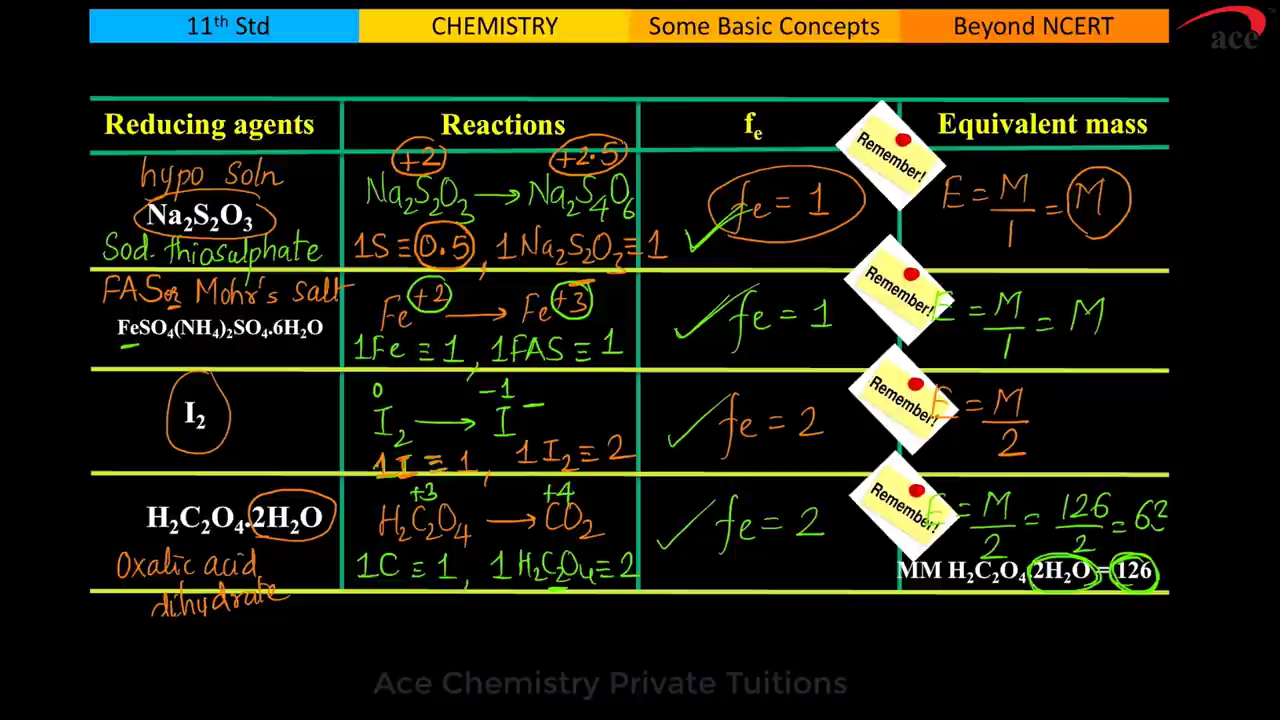 11th Std CHEMISTRY Some Basic Concepts Beyond NCERT
ace
Reducing agents Reactions fe Equivalent mass
Remember!
hypo soln
Na₂S₂O₃
Sod. thiosulphate
+2 +2.5
Na₂S₂O₃ → Na₂S₄O₆
1S ≡ 0.5 , 1Na₂S₂O₃ ≡ 1
fe = 1
E = M/1 = M
Remember!
FAS or Mohr's salt
FeSO₄(NH₄)₂SO₄.6H₂O
Fe+2 → Fe+3
1Fe ≡ 1 , 1FAS ≡ 1
fe = 1
E = M/1 = M
Remember!
I₂
0 -1
I₂ → I⁻
1I ≡ 1 , 1I₂ ≡ 2
fe = 2
E = M/2
Remember!
H₂C₂O₄.2H₂O
Oxalic acid
dihydrate
+3 +4
H₂C₂O₄ → CO₂
1C ≡ 1 , 1H₂C₂O₄ ≡ 2
fe = 2
E = M/2 = 126/2 = 63
MM H₂C₂O₄.2H₂O = 126
Ace Chemistry Private Tuitions